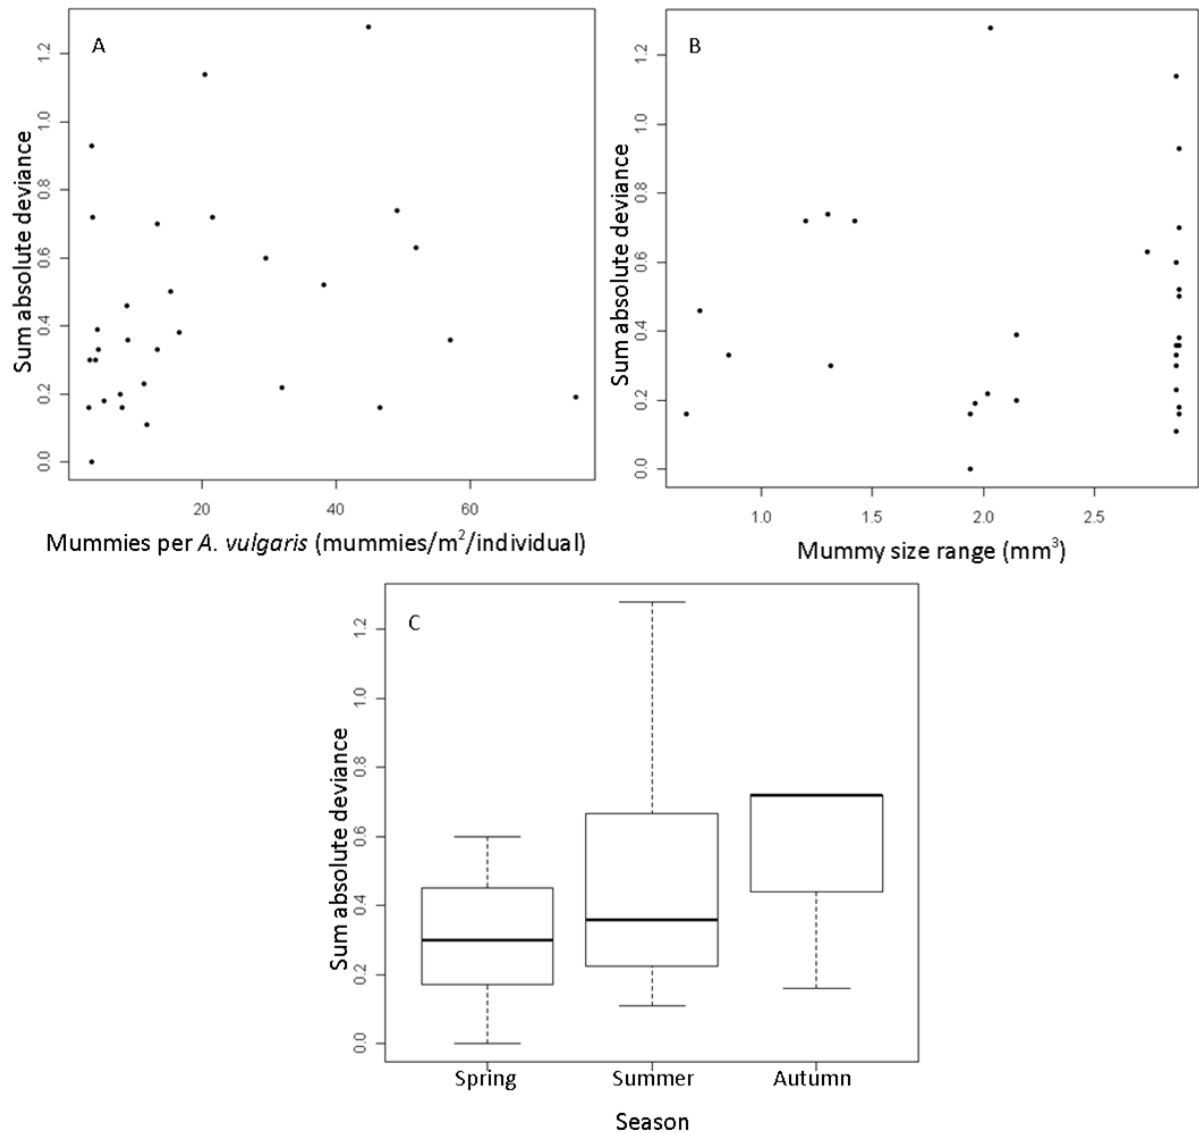 A
Sum absolute deviance
0.0 0.2 0.4 0.6 0.8 1.0 1.2
20 40 60
Mummies per A. vulgaris (mummies/m²/individual)
B
Sum absolute deviance
0.0 0.2 0.4 0.6 0.8 1.0 1.2
1.0 1.5 2.0 2.5
Mummy size range (mm³)
C
Sum absolute deviance
0.0 0.2 0.4 0.6 0.8 1.0 1.2
Spring Summer Autumn
Season